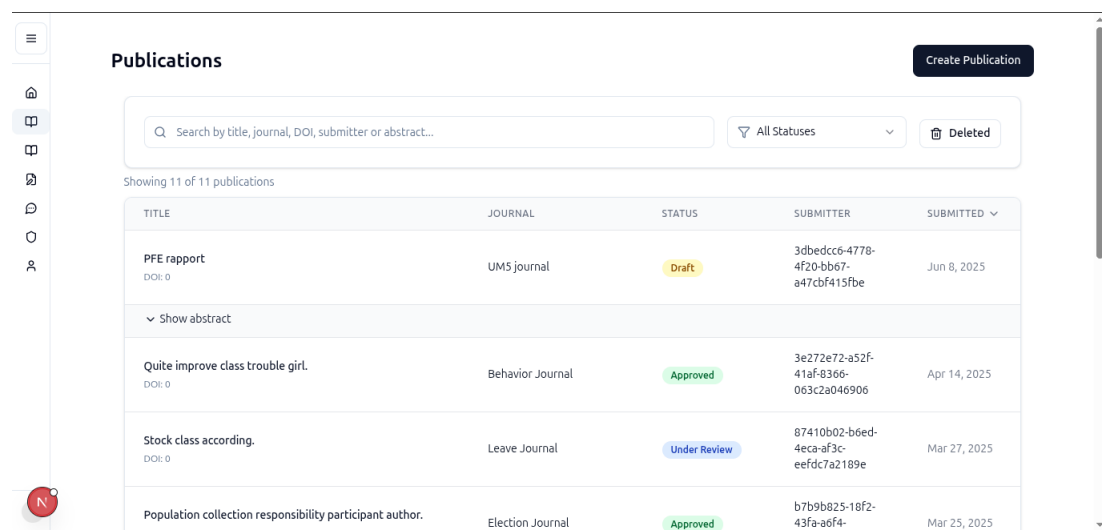 Publications
Create Publication
Search by title, journal, DOI, submitter or abstract...
All Statuses
Deleted
Showing 11 of 11 publications
TITLE JOURNAL STATUS SUBMITTER SUBMITTED
PFE rapport
DOI: 0
UM5 journal
Draft
3dbedcc6-4778-
4f20-bb67-
a47cbf415fbe
Jun 8, 2025
Show abstract
Quite improve class trouble girl.
DOI: 0
Behavior Journal
Approved
3e272e72-a52f-
41af-8366-
063c2a046906
Apr 14, 2025
Stock class according.
DOI: 0
Leave Journal
Under Review
87410b02-b6ed-
4eca-af3c-
eefdc7a2189e
Mar 27, 2025
Population collection responsibility participant author.
Election Journal
Approved
b7b9b825-18f2-
43fa-a6f4-
Mar 25, 2025
N